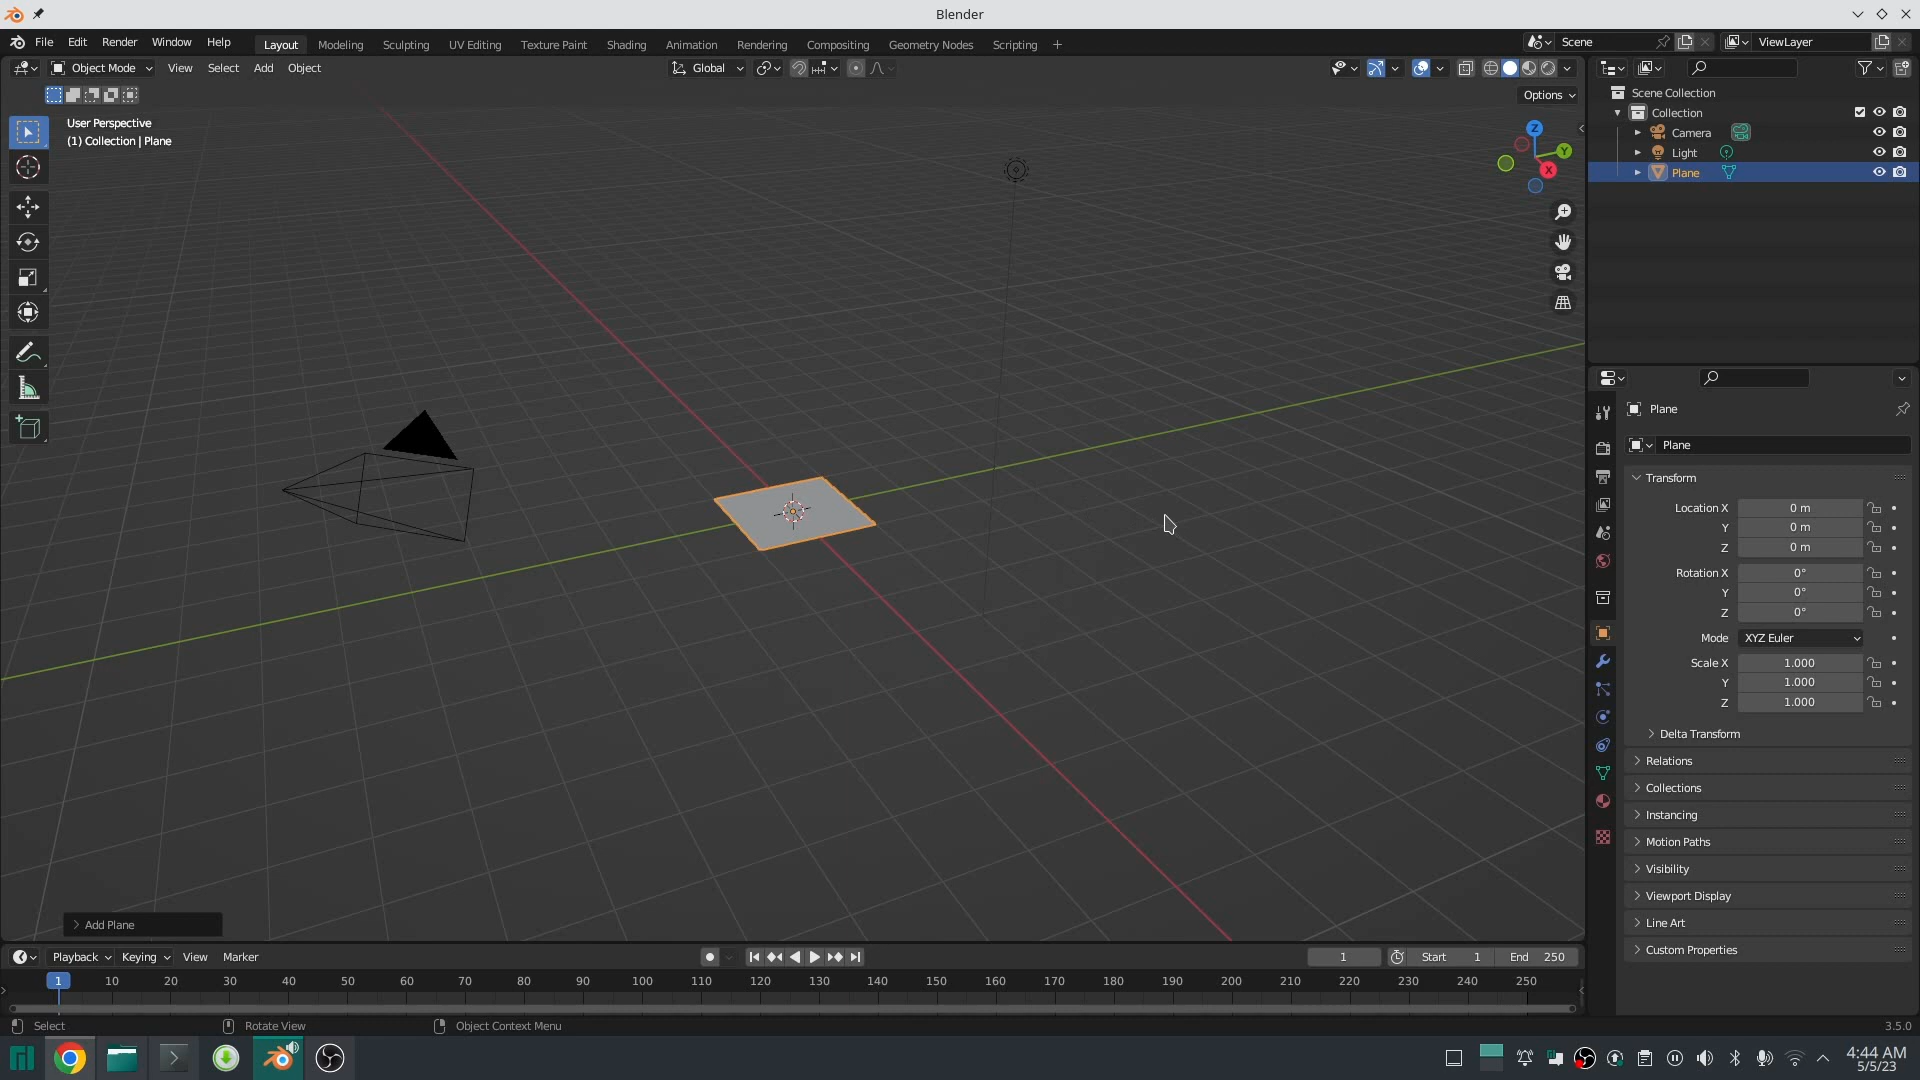 Blender
File Edit Render Window Help Layout Modeling Sculpting UV Editing Texture Paint Shading Animation Rendering Compositing Geometry Nodes Scripting + Scene ViewLayer
Object Mode View Select Add Object Global
Options
User Perspective
(1) Collection | Plane
Z
Y
X
Scene Collection
Collection
Camera
Light
Plane
Plane
Plane
Transform
Location X 0 m
Y 0 m
Z 0 m
Rotation X 0°
Y 0°
Z 0°
Mode XYZ Euler
Scale X 1.000
Y 1.000
Z 1.000
Delta Transform
Relations
Collections
Instancing
Motion Paths
Visibility
Viewport Display
Line Art
Custom Properties
Add Plane
Playback Keying View Marker 1 Start 1 End 250
1 10 20 30 40 50 60 70 80 90 100 110 120 130 140 150 160 170 180 190 200 210 220 230 240 250
Select Rotate View Object Context Menu 3.5.0
4:44 AM
5/5/23